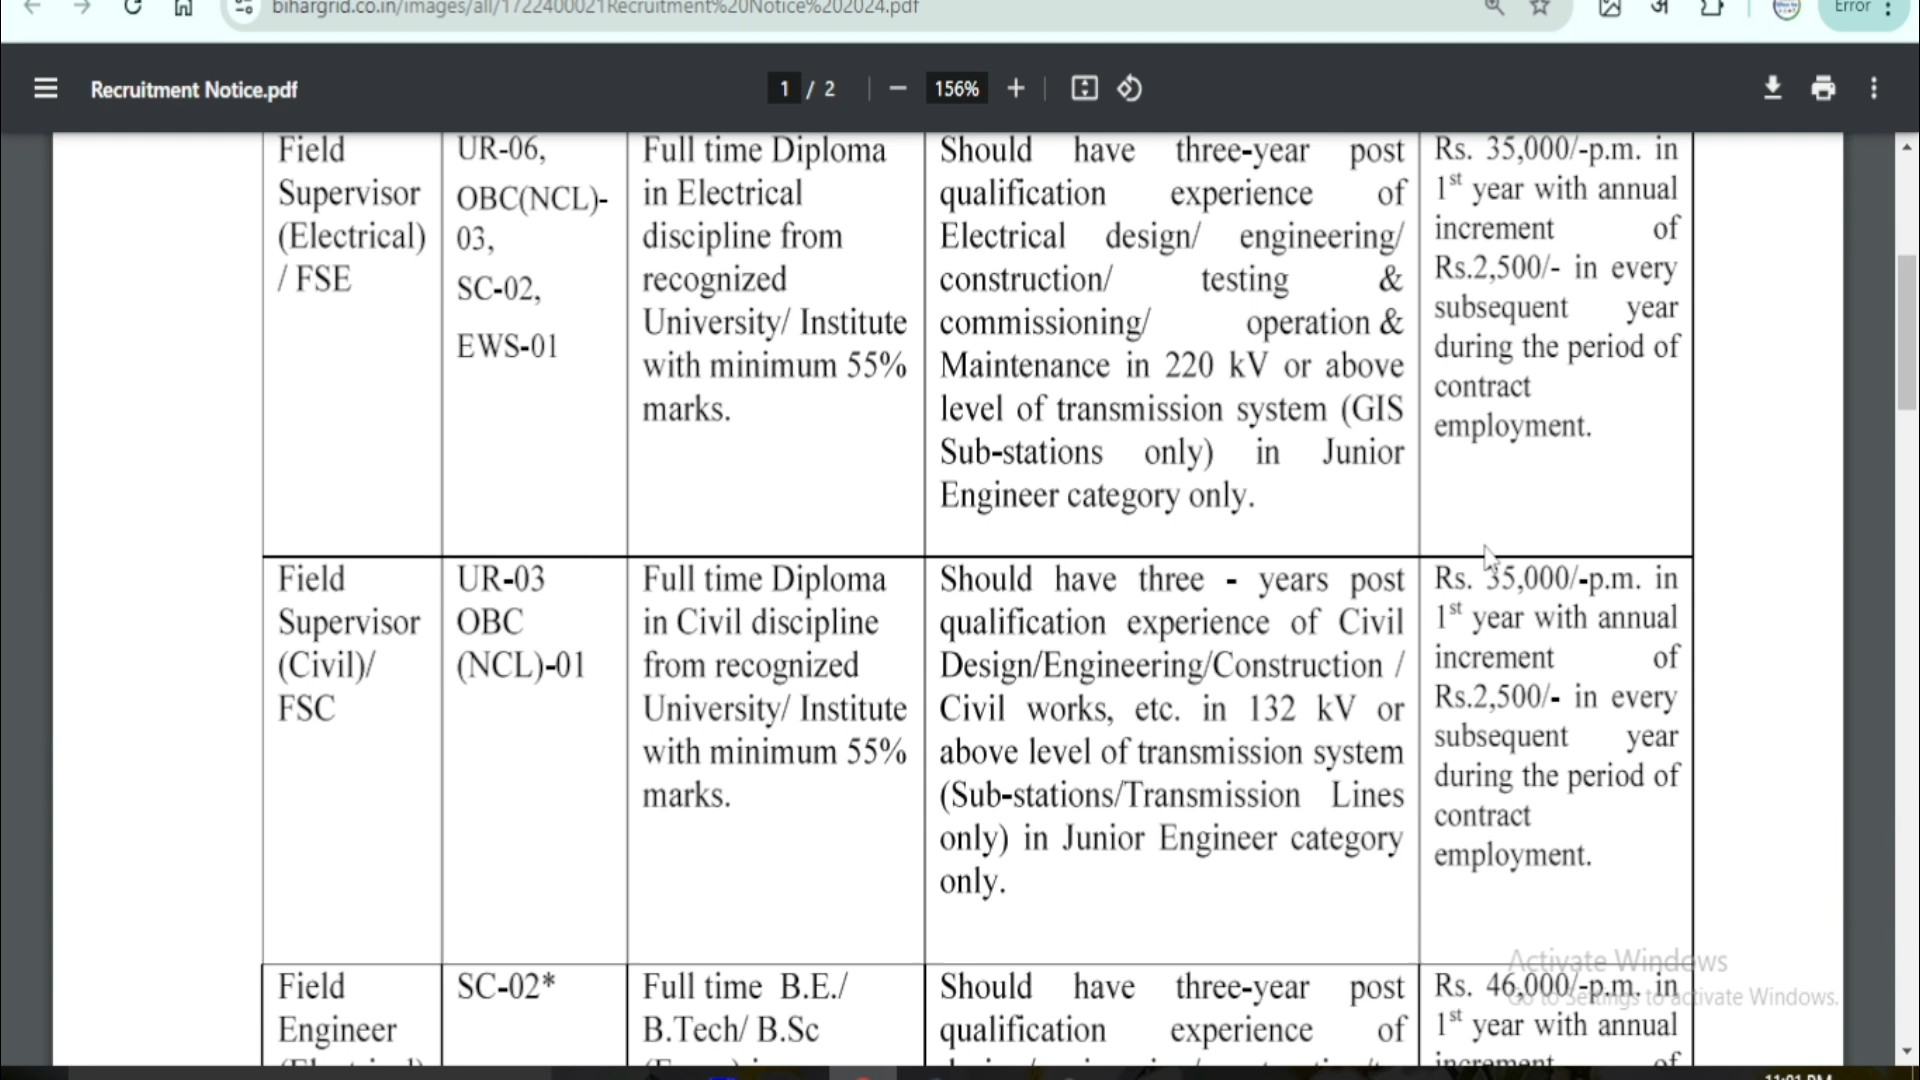 bihargrid.co.in/images/all/1722400021Recruitment%20Notice%202024.pdf
Error
Recruitment Notice.pdf
1 / 2
156%
Field
Supervisor
(Electrical)
/ FSE
UR-06,
OBC(NCL)-
03,
SC-02,
EWS-01
Full time Diploma
in Electrical
discipline from
recognized
University/ Institute
with minimum 55%
marks.
Should have three-year post
qualification experience of
Electrical design/ engineering/
construction/ testing &
commissioning/ operation &
Maintenance in 220 kV or above
level of transmission system (GIS
Sub-stations only) in Junior
Engineer category only.
Rs. 35,000/-p.m. in
1st year with annual
increment of
Rs.2,500/- in every
subsequent year
during the period of
contract
employment.
Field
Supervisor
(Civil)/
FSC
UR-03
OBC
(NCL)-01
Full time Diploma
in Civil discipline
from recognized
University/ Institute
with minimum 55%
marks.
Should have three - years post
qualification experience of Civil
Design/Engineering/Construction /
Civil works, etc. in 132 kV or
above level of transmission system
(Sub-stations/Transmission Lines
only) in Junior Engineer category
only.
Rs. 35,000/-p.m. in
1st year with annual
increment of
Rs.2,500/- in every
subsequent year
during the period of
contract
employment.
Field
Engineer
SC-02*
Full time B.E./
B.Tech/ B.Sc
Should have three-year post
qualification experience of
Rs. 46,000/-p.m. in
1st year with annual
increment of
Activate Windows
Go to Settings to activate Windows.